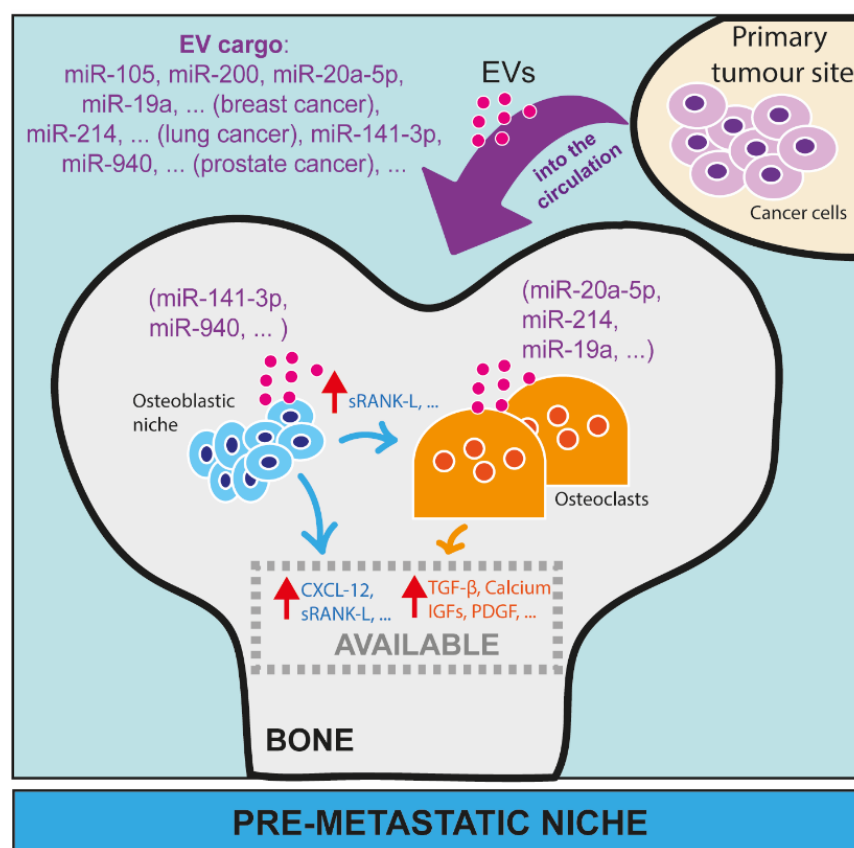 EV cargo:
miR-105, miR-200, miR-20a-5p,
miR-19a, ... (breast cancer),
miR-214, ... (lung cancer), miR-141-3p,
miR-940, ... (prostate cancer), ...
EVs
into the
circulation
Primary
tumour site
Cancer cells
(miR-141-3p,
miR-940, ... )
(miR-20a-5p,
miR-214,
miR-19a, ...)
Osteoblastic
niche
sRANK-L, ...
Osteoclasts
CXCL-12,
sRANK-L, ...
TGF-β, Calcium
IGFs, PDGF, ...
AVAILABLE
BONE
PRE-METASTATIC NICHE